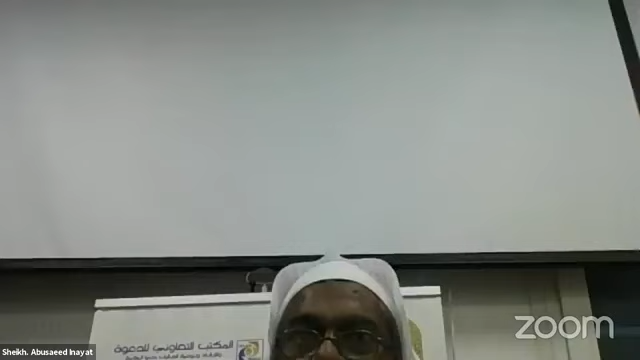 المكتب التعاوني للدعوة
zoom
Sheikh. Abusaeed Inayat